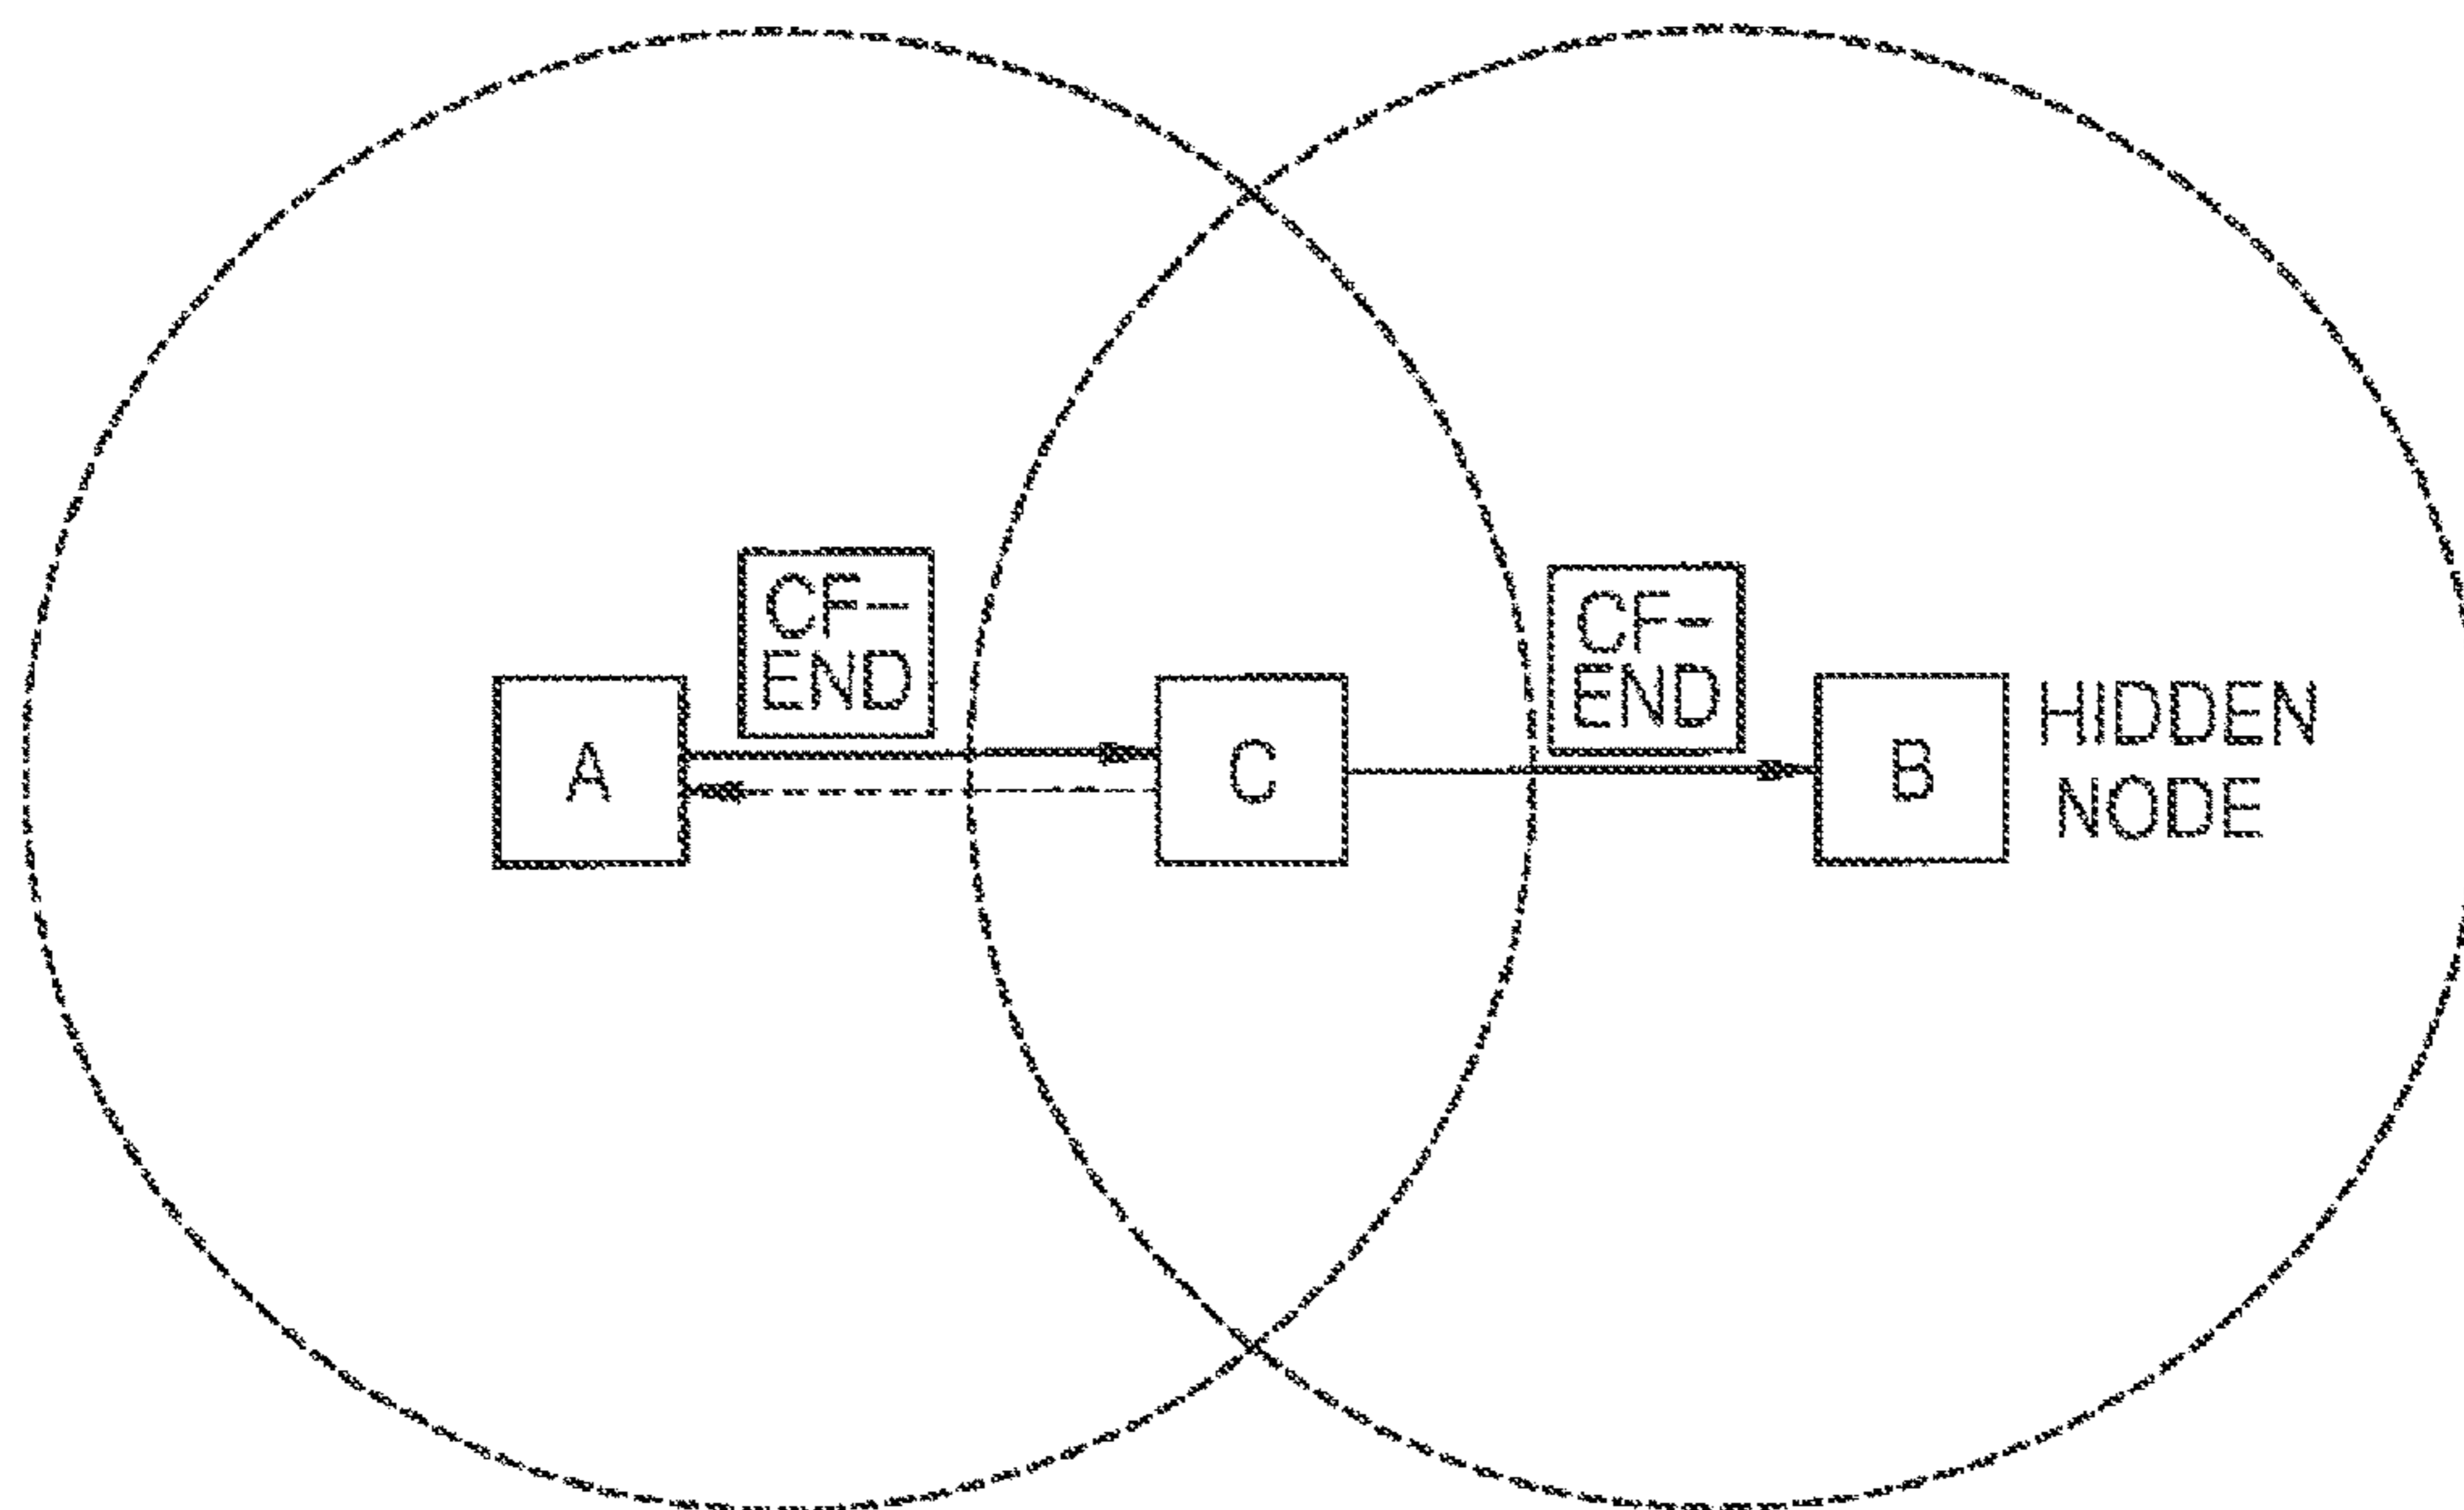 CF-
END
CF-
END
A
C
B
HIDDEN
NODE